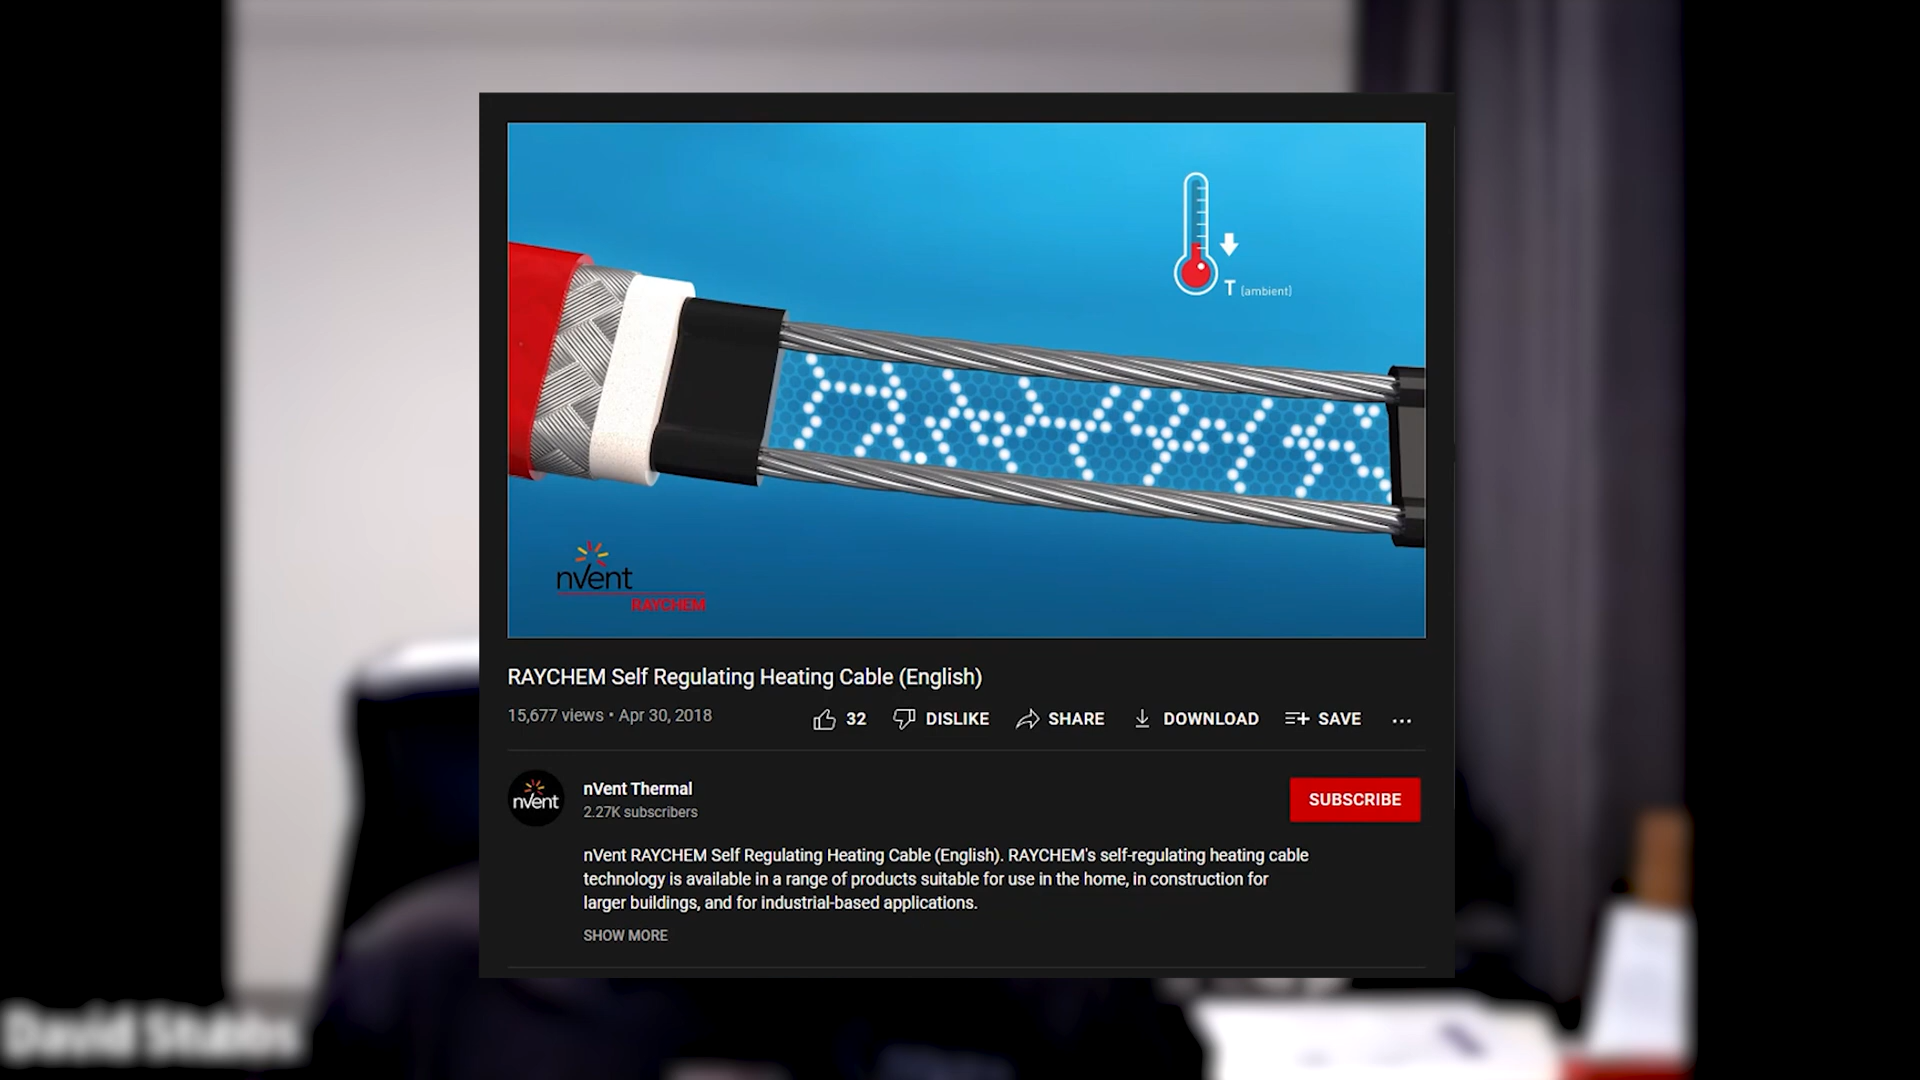 T (ambient)
nVent
RAYCHEM
RAYCHEM Self Regulating Heating Cable (English)
15,677 views • Apr 30, 2018
32
DISLIKE
SHARE
DOWNLOAD
SAVE
nVent
nVent Thermal
2.27K subscribers
SUBSCRIBE
nVent RAYCHEM Self Regulating Heating Cable (English). RAYCHEM's self-regulating heating cable
technology is available in a range of products suitable for use in the home, in construction for
larger buildings, and for industrial-based applications.
SHOW MORE
David Stubbs